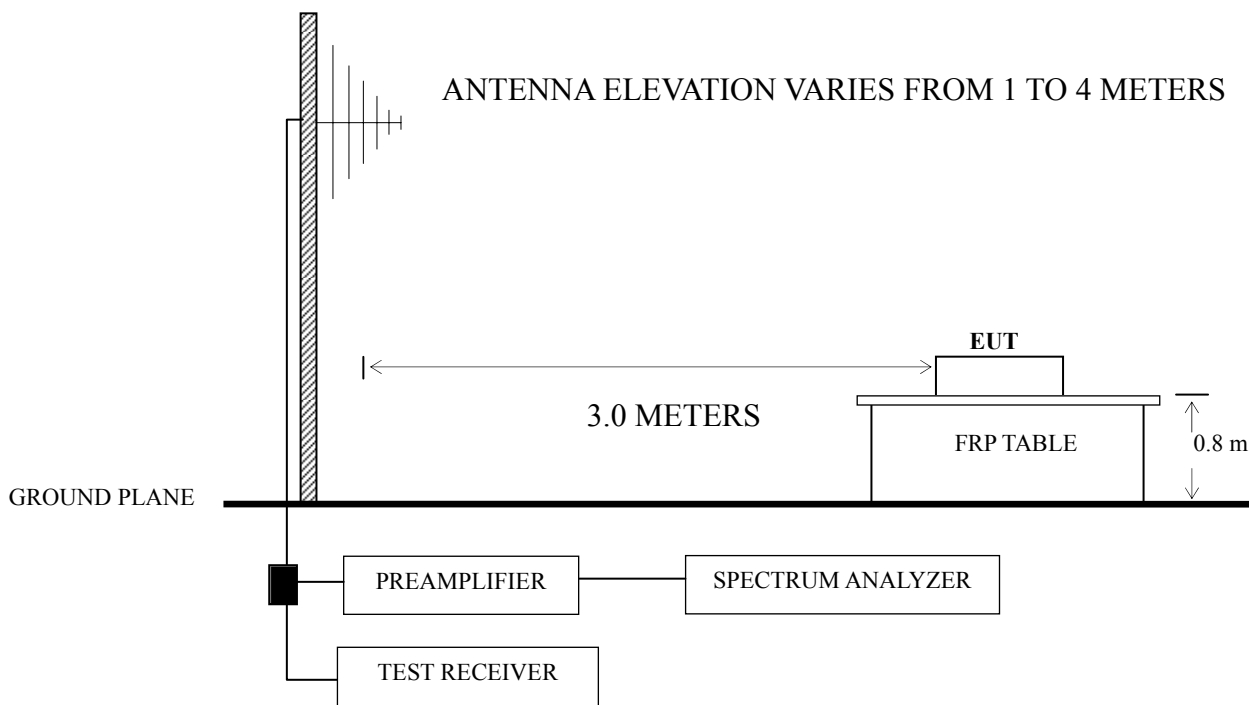 ANTENNA ELEVATION VARIES FROM 1 TO 4 METERS
EUT
3.0 METERS
FRP TABLE
0.8 m
GROUND PLANE
PREAMPLIFIER
SPECTRUM ANALYZER
TEST RECEIVER